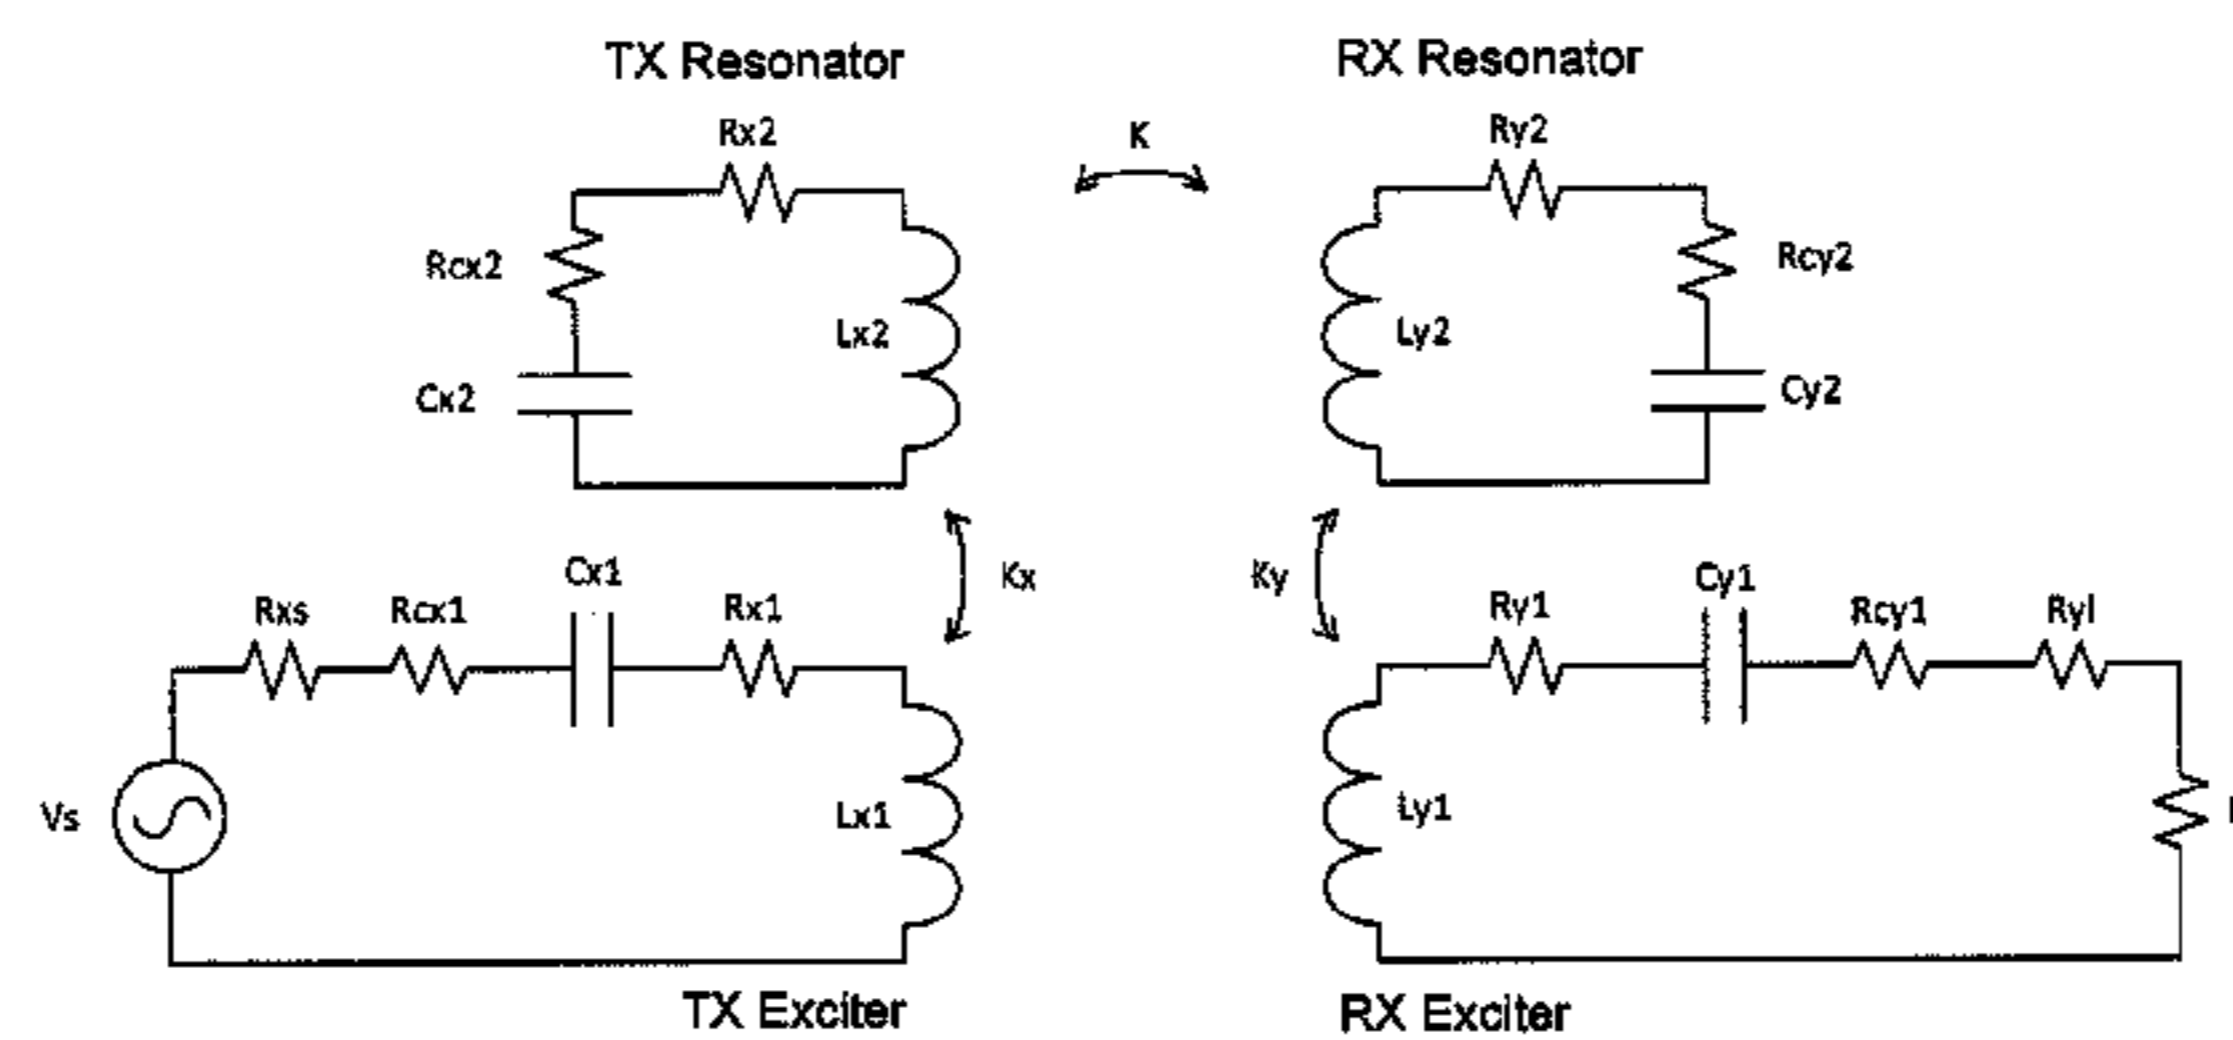 TX Resonator
RX Resonator
Rx2
K
Ry2
Rcx2
Lx2
Cx2
Ly2
Rcy2
Cy2
Kx
Ky
Rxs
Rcx1
Cx1
Rx1
Ry1
Cy1
Rcy1
Ryl
Vs
Lx1
Ly1
TX Exciter
RX Exciter